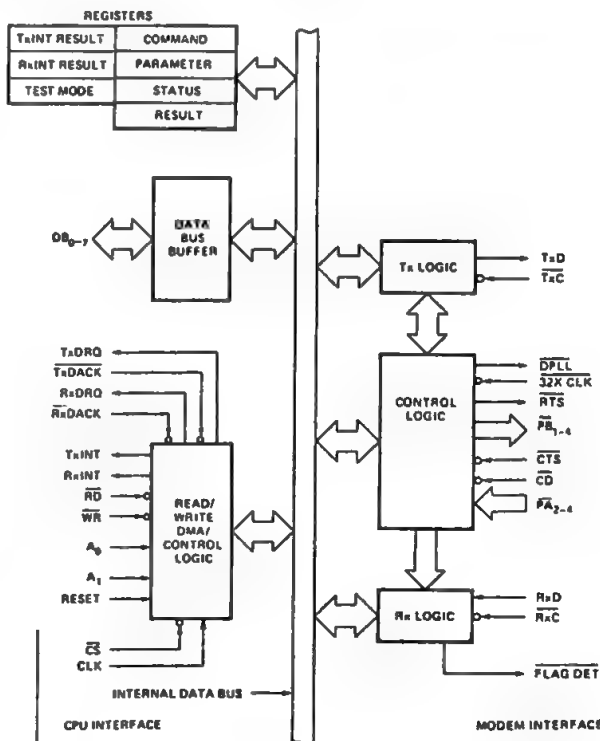 REGISTERS
TxINT RESULT COMMAND
RxINT RESULT PARAMETER
TEST MODE STATUS
RESULT
DB0-7
DATA
BUS
BUFFER
Tx LOGIC
TxD
TxC
TxDRQ
TxDACK
RxDRQ
RxDACK
TxINT
RxINT
RD
WR
A0
A1
RESET
CS
CLK
READ/
WRITE
DMA/
CONTROL
LOGIC
CONTROL
LOGIC
DPLL
32X CLK
RTS
PB1-4
CTS
CD
PA2-4
Rx LOGIC
RxD
RxC
FLAG DET
INTERNAL DATA BUS
CPU INTERFACE
MODEM INTERFACE